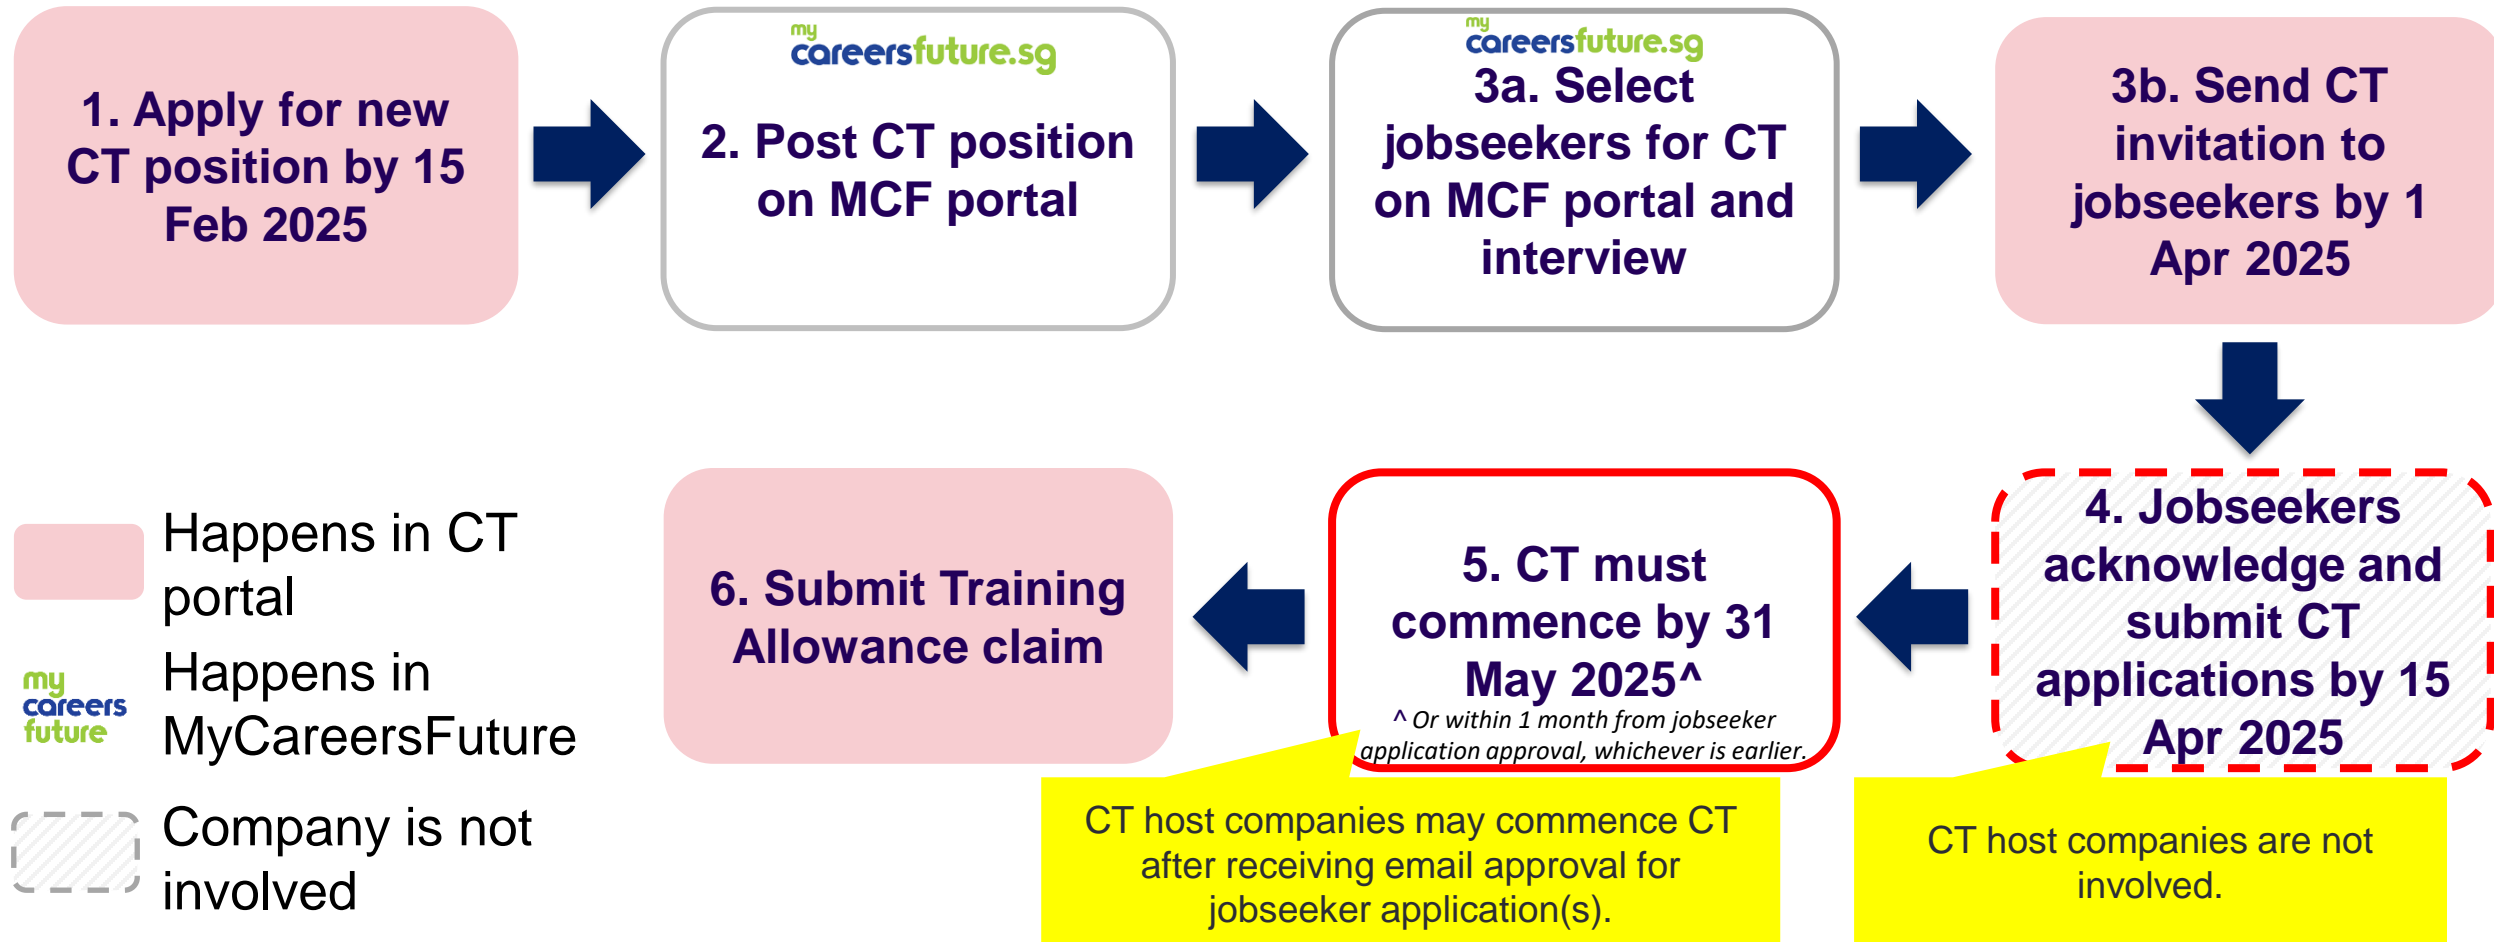 1. Apply for new
CT position by 15
Feb 2025
my
careersfuture.sg
2. Post CT position
on MCF portal
my
careersfuture.sg
3a. Select
jobseekers for CT
on MCF portal and
interview
3b. Send CT
invitation to
jobseekers by 1
Apr 2025
4. Jobseekers
acknowledge and
submit CT
applications by 15
Apr 2025
CT host companies are not
involved.
5. CT must
commence by 31
May 2025^
^ Or within 1 month from jobseeker
application approval, whichever is earlier.
CT host companies may commence CT
after receiving email approval for
jobseeker application(s).
6. Submit Training
Allowance claim
Happens in CT
portal
my
careers
future
Happens in
MyCareersFuture
Company is not
involved